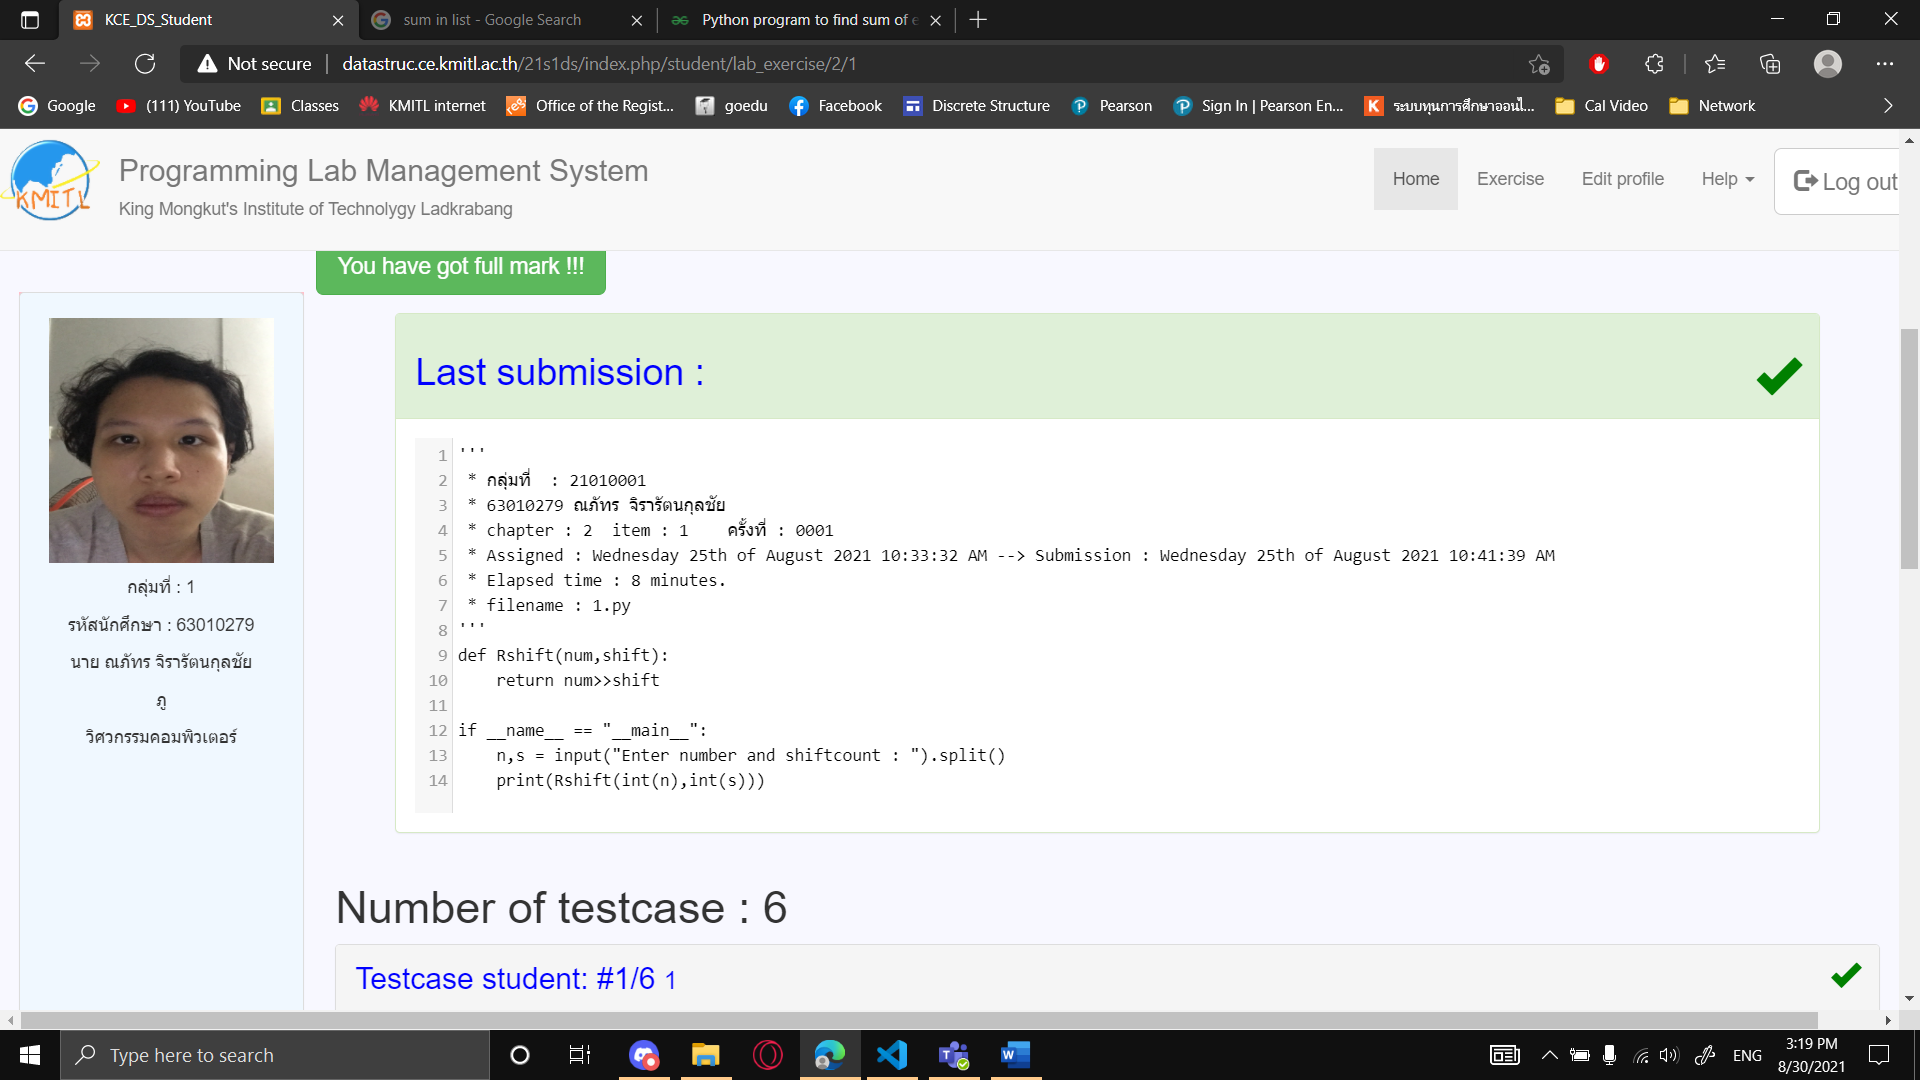 KCE_DS_Student
sum in list - Google Search
Python program to find sum of e
Not secure
datastruc.ce.kmitl.ac.th/21s1ds/index.php/student/lab_exercise/2/1
Google
(111) YouTube
Classes
KMITL internet
Office of the Regist...
goedu
Facebook
Discrete Structure
Pearson
Sign In | Pearson En...
ระบบทุนการศึกษาออนไ...
Cal Video
Network
KMITL
Programming Lab Management System
King Mongkut's Institute of Technolygy Ladkrabang
Home
Exercise
Edit profile
Help
Log out
You have got full mark !!!
กลุ่มที่ : 1
รหัสนักศึกษา : 63010279
นาย ณภัทร จิรารัตนกุลชัย
ภู
วิศวกรรมคอมพิวเตอร์
Last submission :
1 '''
2 * กลุ่มที่ : 21010001
3 * 63010279 ณภัทร จิรารัตนกุลชัย
4 * chapter : 2 item : 1 ครั้งที่ : 0001
5 * Assigned : Wednesday 25th of August 2021 10:33:32 AM --> Submission : Wednesday 25th of August 2021 10:41:39 AM
6 * Elapsed time : 8 minutes.
7 * filename : 1.py
8 '''
9 def Rshift(num,shift):
10 return num>>shift
11
12 if __name__ == "__main__":
13 n,s = input("Enter number and shiftcount : ").split()
14 print(Rshift(int(n),int(s)))
Number of testcase : 6
Testcase student: #1/6 1
Type here to search
ENG
3:19 PM
8/30/2021